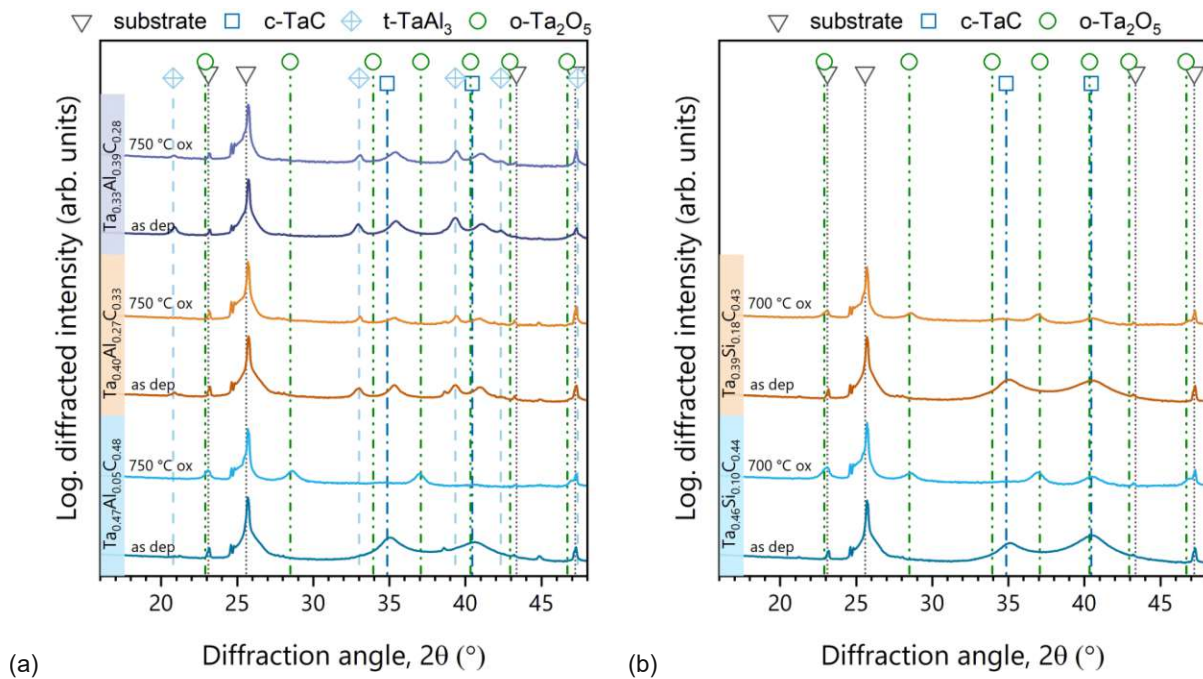 substrate c-TaC t-TaAl₃ o-Ta₂O₅
Log. diffracted intensity (arb. units)
Ta₀.₃₃Al₀.₃₉C₀.₂₈
750 °C ox
as dep
Ta₀.₄₀Al₀.₂₇C₀.₃₃
750 °C ox
as dep
Ta₀.₄₇Al₀.₀₅C₀.₄₈
750 °C ox
as dep
20 25 30 35 40 45
Diffraction angle, 2θ (°)
(a)
substrate c-TaC o-Ta₂O₅
Log. diffracted intensity (arb. units)
Ta₀.₃₉Si₀.₁₈C₀.₄₃
700 °C ox
as dep
Ta₀.₄₆Si₀.₁₀C₀.₄₄
700 °C ox
as dep
20 25 30 35 40 45
Diffraction angle, 2θ (°)
(b)